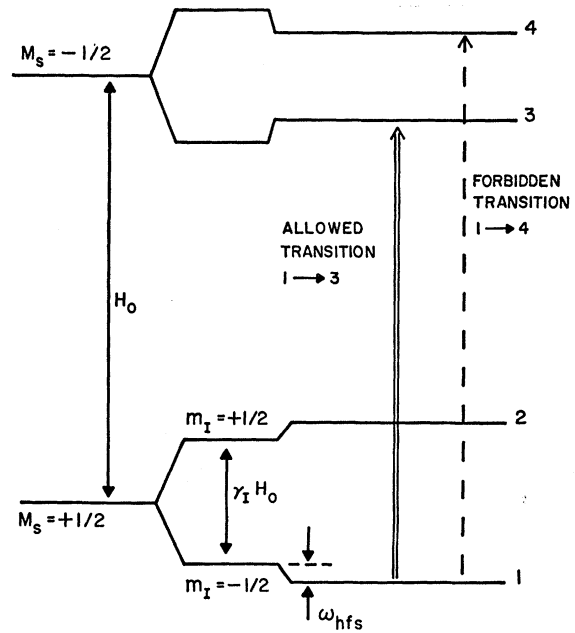 4
M_S = -1/2
3
FORBIDDEN
TRANSITION
1 → 4
ALLOWED
TRANSITION
1 → 3
H_0
m_I = +1/2
2
γ_I H_0
M_S = +1/2
m_I = -1/2
1
ω_hfs